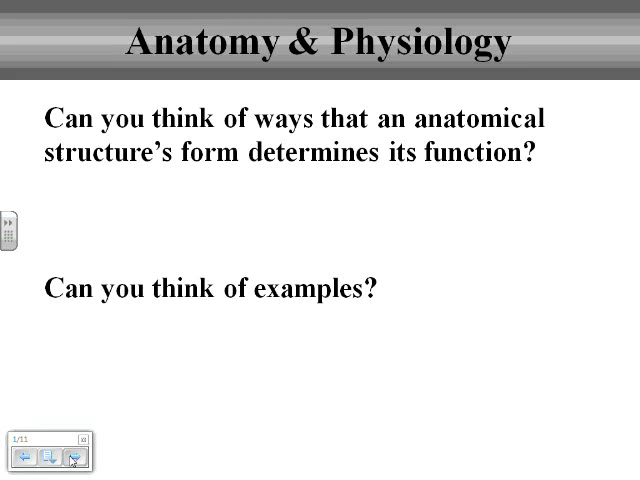 Anatomy & Physiology
Can you think of ways that an anatomical
structure's form determines its function?
Can you think of examples?
1/11